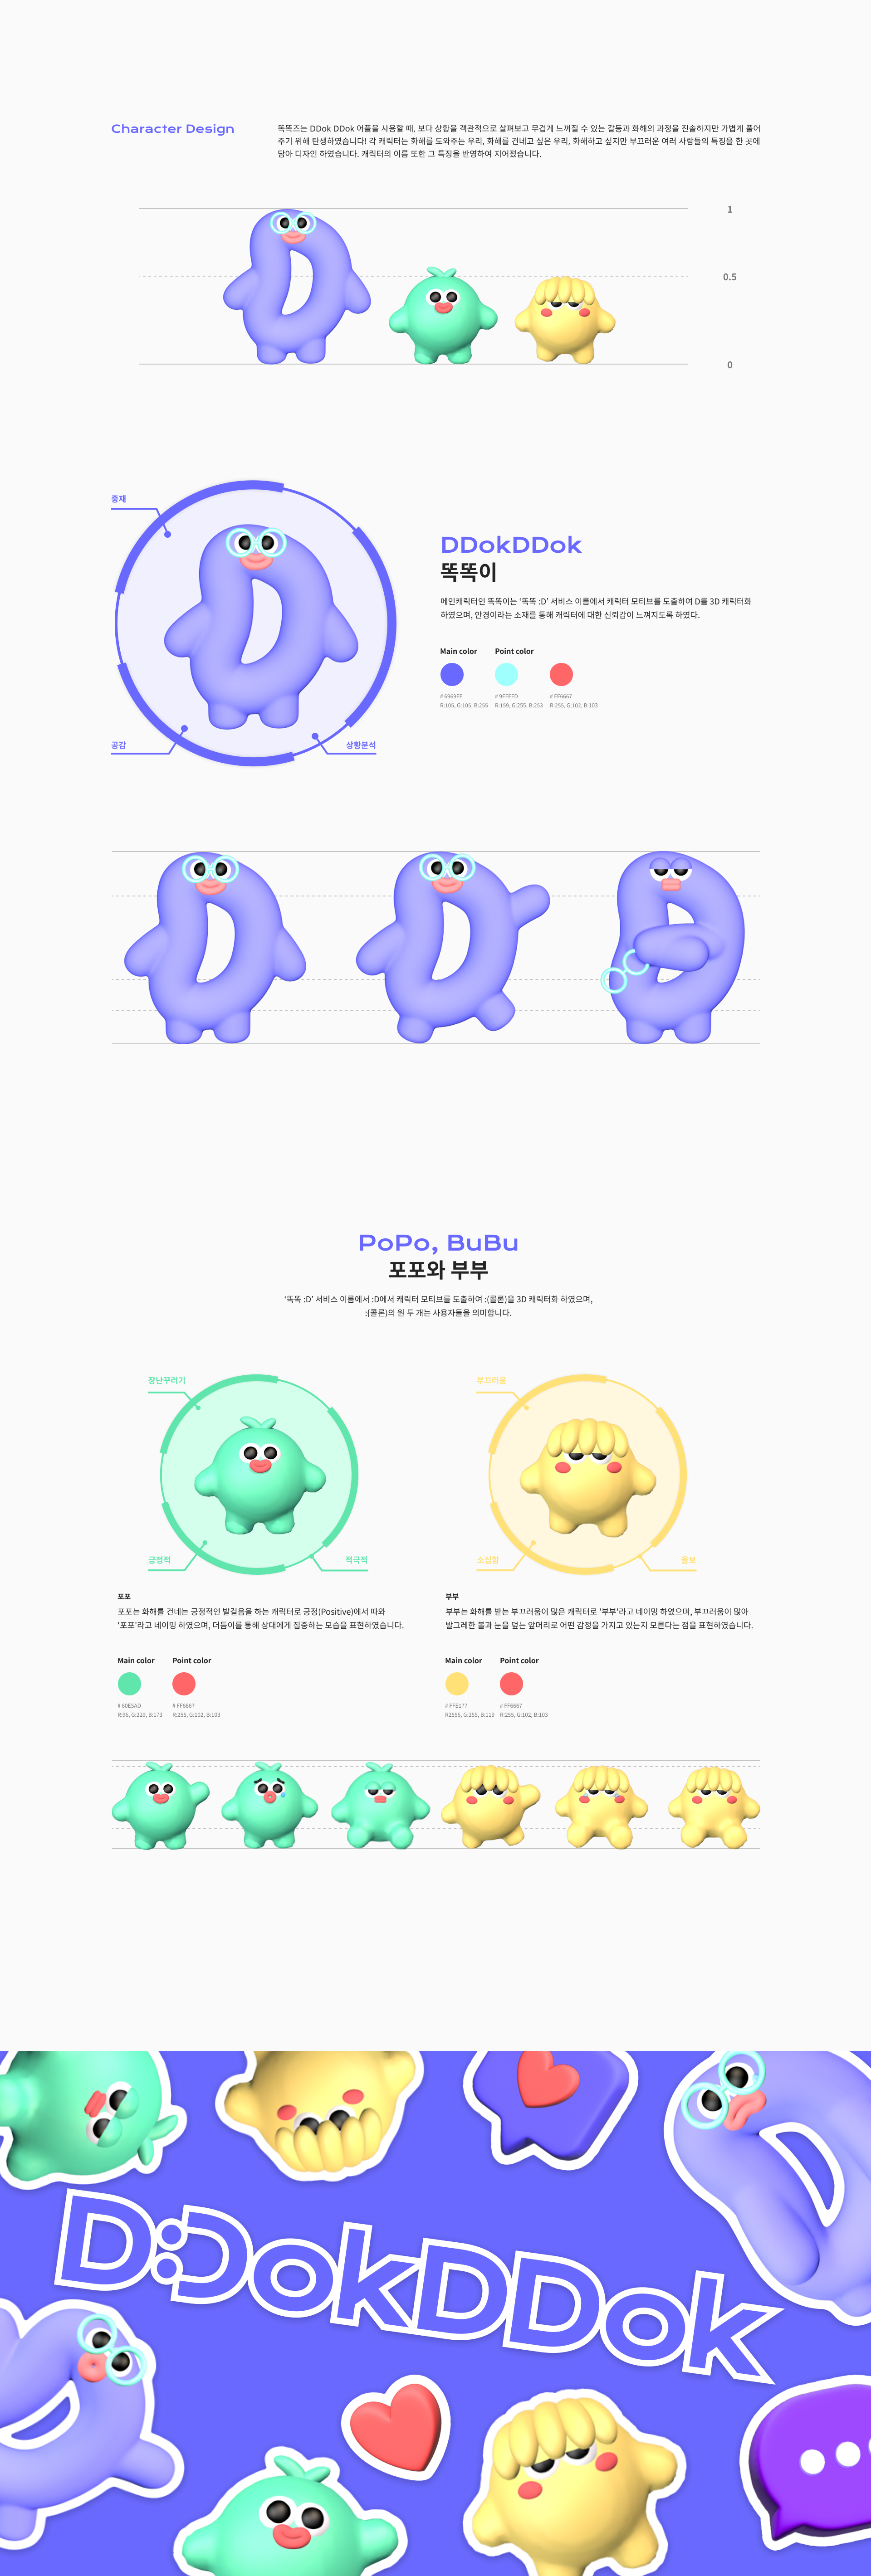 Character Design
똑똑즈는 DDok DDok 어플을 사용할 때, 보다 상황을 객관적으로 살펴보고 무겁게 느껴질 수 있는 갈등과 화해의 과정을 진솔하지만 가볍게 풀어
주기 위해 탄생하였습니다! 각 캐릭터는 화해를 도와주는 우리, 화해를 건네고 싶은 우리, 화해하고 싶지만 부끄러운 여러 사람들의 특징을 한 곳에
담아 디자인 하였습니다. 캐릭터의 이름 또한 그 특징을 반영하여 지어졌습니다.
1
0.5
0
중재
공감
상황분석
DDokDDok
똑똑이
메인캐릭터인 똑똑이는 ‘똑똑 :D’ 서비스 이름에서 캐릭터 모티브를 도출하여 D를 3D 캐릭터화
하였으며, 안경이라는 소재를 통해 캐릭터에 대한 신뢰감이 느껴지도록 하였다.
Main color
Point color
# 6969FF
# 9FFFFD
# FF6667
R:105, G:105, B:255
R:159, G:255, B:253
R:255, G:102, B:103
PoPo, BuBu
포포와 부부
‘똑똑 :D’ 서비스 이름에서 :D에서 캐릭터 모티브를 도출하여 :(콜론)을 3D 캐릭터화 하였으며,
:(콜론)의 원 두 개는 사용자들을 의미합니다.
장난꾸러기
긍정적
적극적
부끄러움
소심함
울보
포포
포포는 화해를 건네는 긍정적인 발걸음을 하는 캐릭터로 긍정(Positive)에서 따와
'포포'라고 네이밍 하였으며, 더듬이를 통해 상대에게 집중하는 모습을 표현하였습니다.
Main color
Point color
# 60E5AD
# FF6667
R:96, G:229, B:173
R:255, G:102, B:103
부부
부부는 화해를 받는 부끄러움이 많은 캐릭터로 '부부'라고 네이밍 하였으며, 부끄러움이 많아
발그레한 볼과 눈을 덮는 앞머리로 어떤 감정을 가지고 있는지 모른다는 점을 표현하였습니다.
Main color
Point color
# FFE177
# FF6667
R2556, G:255, B:119
R:255, G:102, B:103
D:DokDDok